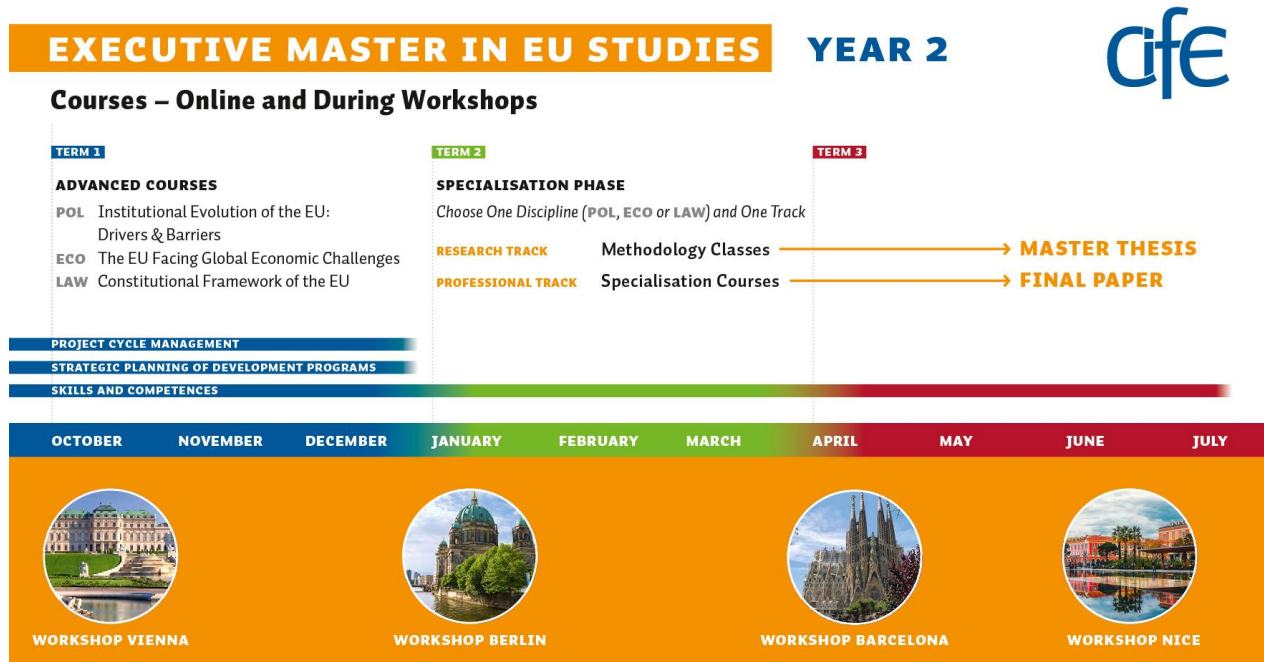 EXECUTIVE MASTER IN EU STUDIES YEAR 2
cifE
Courses – Online and During Workshops
TERM 1
ADVANCED COURSES
POL Institutional Evolution of the EU:
Drivers & Barriers
ECO The EU Facing Global Economic Challenges
LAW Constitutional Framework of the EU
TERM 2
SPECIALISATION PHASE
Choose One Discipline (POL, ECO or LAW) and One Track
RESEARCH TRACK Methodology Classes → MASTER THESIS
PROFESSIONAL TRACK Specialisation Courses → FINAL PAPER
TERM 3
PROJECT CYCLE MANAGEMENT
STRATEGIC PLANNING OF DEVELOPMENT PROGRAMS
SKILLS AND COMPETENCES
OCTOBER NOVEMBER DECEMBER JANUARY FEBRUARY MARCH APRIL MAY JUNE JULY
WORKSHOP VIENNA WORKSHOP BERLIN WORKSHOP BARCELONA WORKSHOP NICE